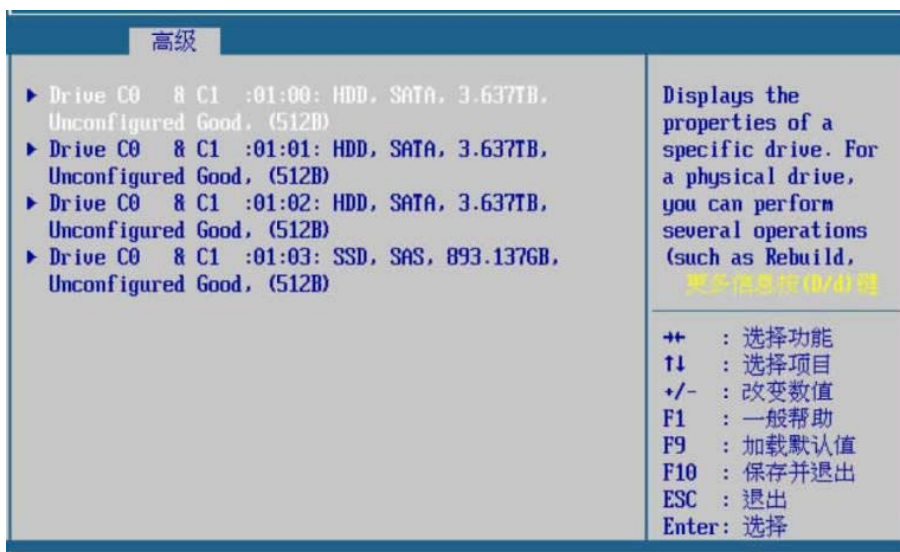 高级
▶ Drive C0 & C1 :01:00: HDD, SATA, 3.637TB,
Unconfigured Good, (512B)
▶ Drive C0 & C1 :01:01: HDD, SATA, 3.637TB,
Unconfigured Good, (512B)
▶ Drive C0 & C1 :01:02: HDD, SATA, 3.637TB,
Unconfigured Good, (512B)
▶ Drive C0 & C1 :01:03: SSD, SAS, 893.137GB,
Unconfigured Good, (512B)
Displays the
properties of a
specific drive. For
a physical drive,
you can perform
several operations
(such as Rebuild,
更多信息按(D/d)键
→← : 选择功能
↑↓ : 选择项目
+/- : 改变数值
F1 : 一般帮助
F9 : 加载默认值
F10 : 保存并退出
ESC : 退出
Enter: 选择